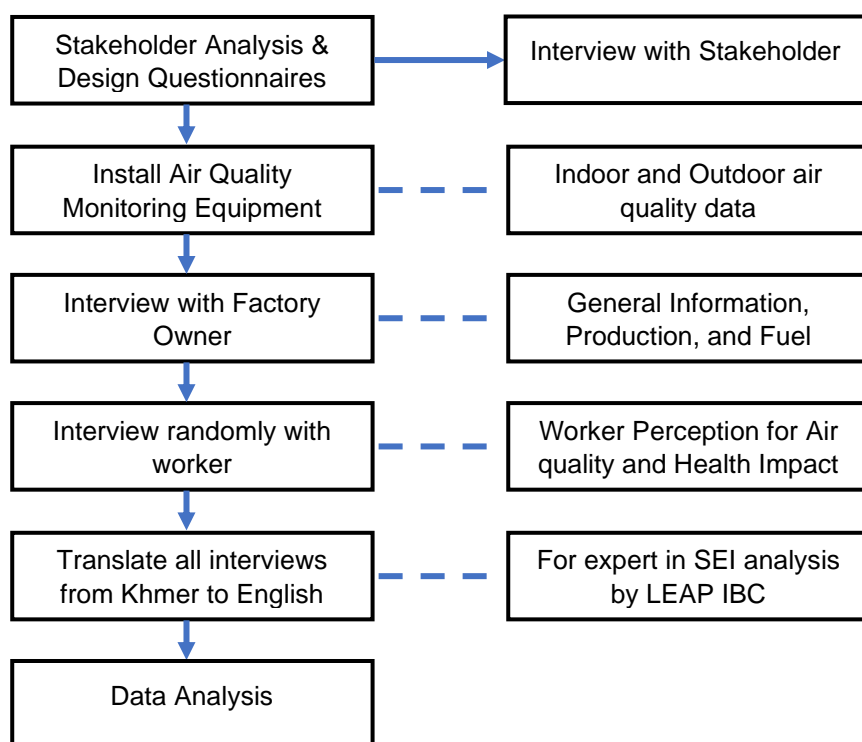 Stakeholder Analysis &
Design Questionnaires
Interview with Stakeholder
Install Air Quality
Monitoring Equipment
Indoor and Outdoor air
quality data
Interview with Factory
Owner
General Information,
Production, and Fuel
Interview randomly with
worker
Worker Perception for Air
quality and Health Impact
Translate all interviews
from Khmer to English
For expert in SEI analysis
by LEAP IBC
Data Analysis